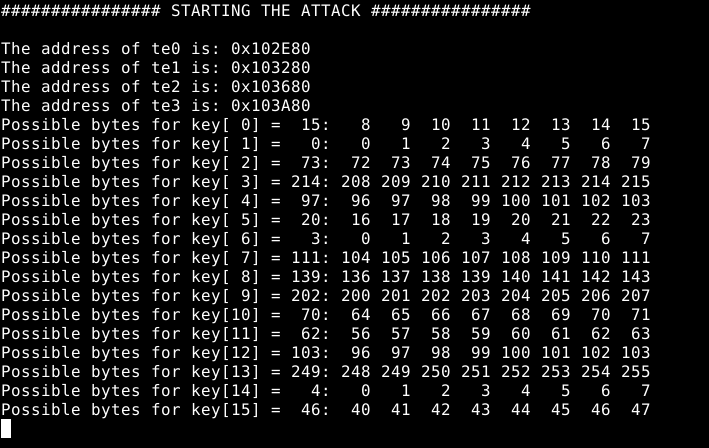 ################ STARTING THE ATTACK ################
The address of te0 is: 0x102E80
The address of te1 is: 0x103280
The address of te2 is: 0x103680
The address of te3 is: 0x103A80
Possible bytes for key[ 0] =  15:   8   9  10  11  12  13  14  15
Possible bytes for key[ 1] =   0:   0   1   2   3   4   5   6   7
Possible bytes for key[ 2] =  73:  72  73  74  75  76  77  78  79
Possible bytes for key[ 3] = 214: 208 209 210 211 212 213 214 215
Possible bytes for key[ 4] =  97:  96  97  98  99 100 101 102 103
Possible bytes for key[ 5] =  20:  16  17  18  19  20  21  22  23
Possible bytes for key[ 6] =   3:   0   1   2   3   4   5   6   7
Possible bytes for key[ 7] = 111: 104 105 106 107 108 109 110 111
Possible bytes for key[ 8] = 139: 136 137 138 139 140 141 142 143
Possible bytes for key[ 9] = 202: 200 201 202 203 204 205 206 207
Possible bytes for key[10] =  70:  64  65  66  67  68  69  70  71
Possible bytes for key[11] =  62:  56  57  58  59  60  61  62  63
Possible bytes for key[12] = 103:  96  97  98  99 100 101 102 103
Possible bytes for key[13] = 249: 248 249 250 251 252 253 254 255
Possible bytes for key[14] =   4:   0   1   2   3   4   5   6   7
Possible bytes for key[15] =  46:  40  41  42  43  44  45  46  47